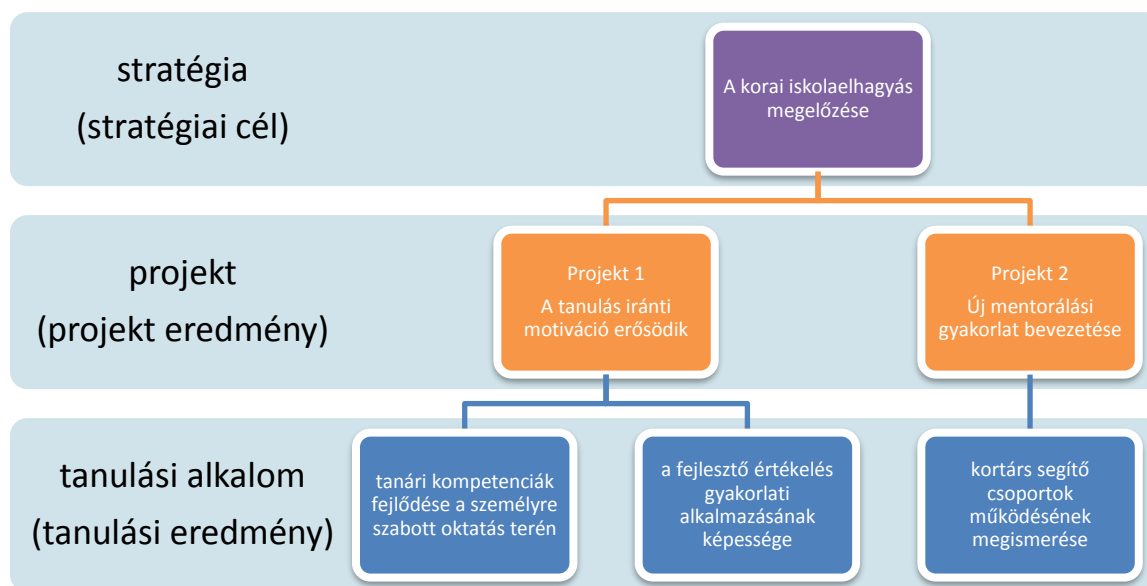 stratégia
(stratégiai cél)
A korai iskolaelhagyás
megelőzése
projekt
(projekt eredmény)
Projekt 1
A tanulás iránti
motiváció erősödik
Projekt 2
Új mentorálási
gyakorlat bevezetése
tanulási alkalom
(tanulási eredmény)
tanári kompetenciák
fejlődése a személyre
szabott oktatás terén
a fejlesztő értékelés
gyakorlati
alkalmazásának
képessége
kortárs segítő
csoportok
működésének
megismerése